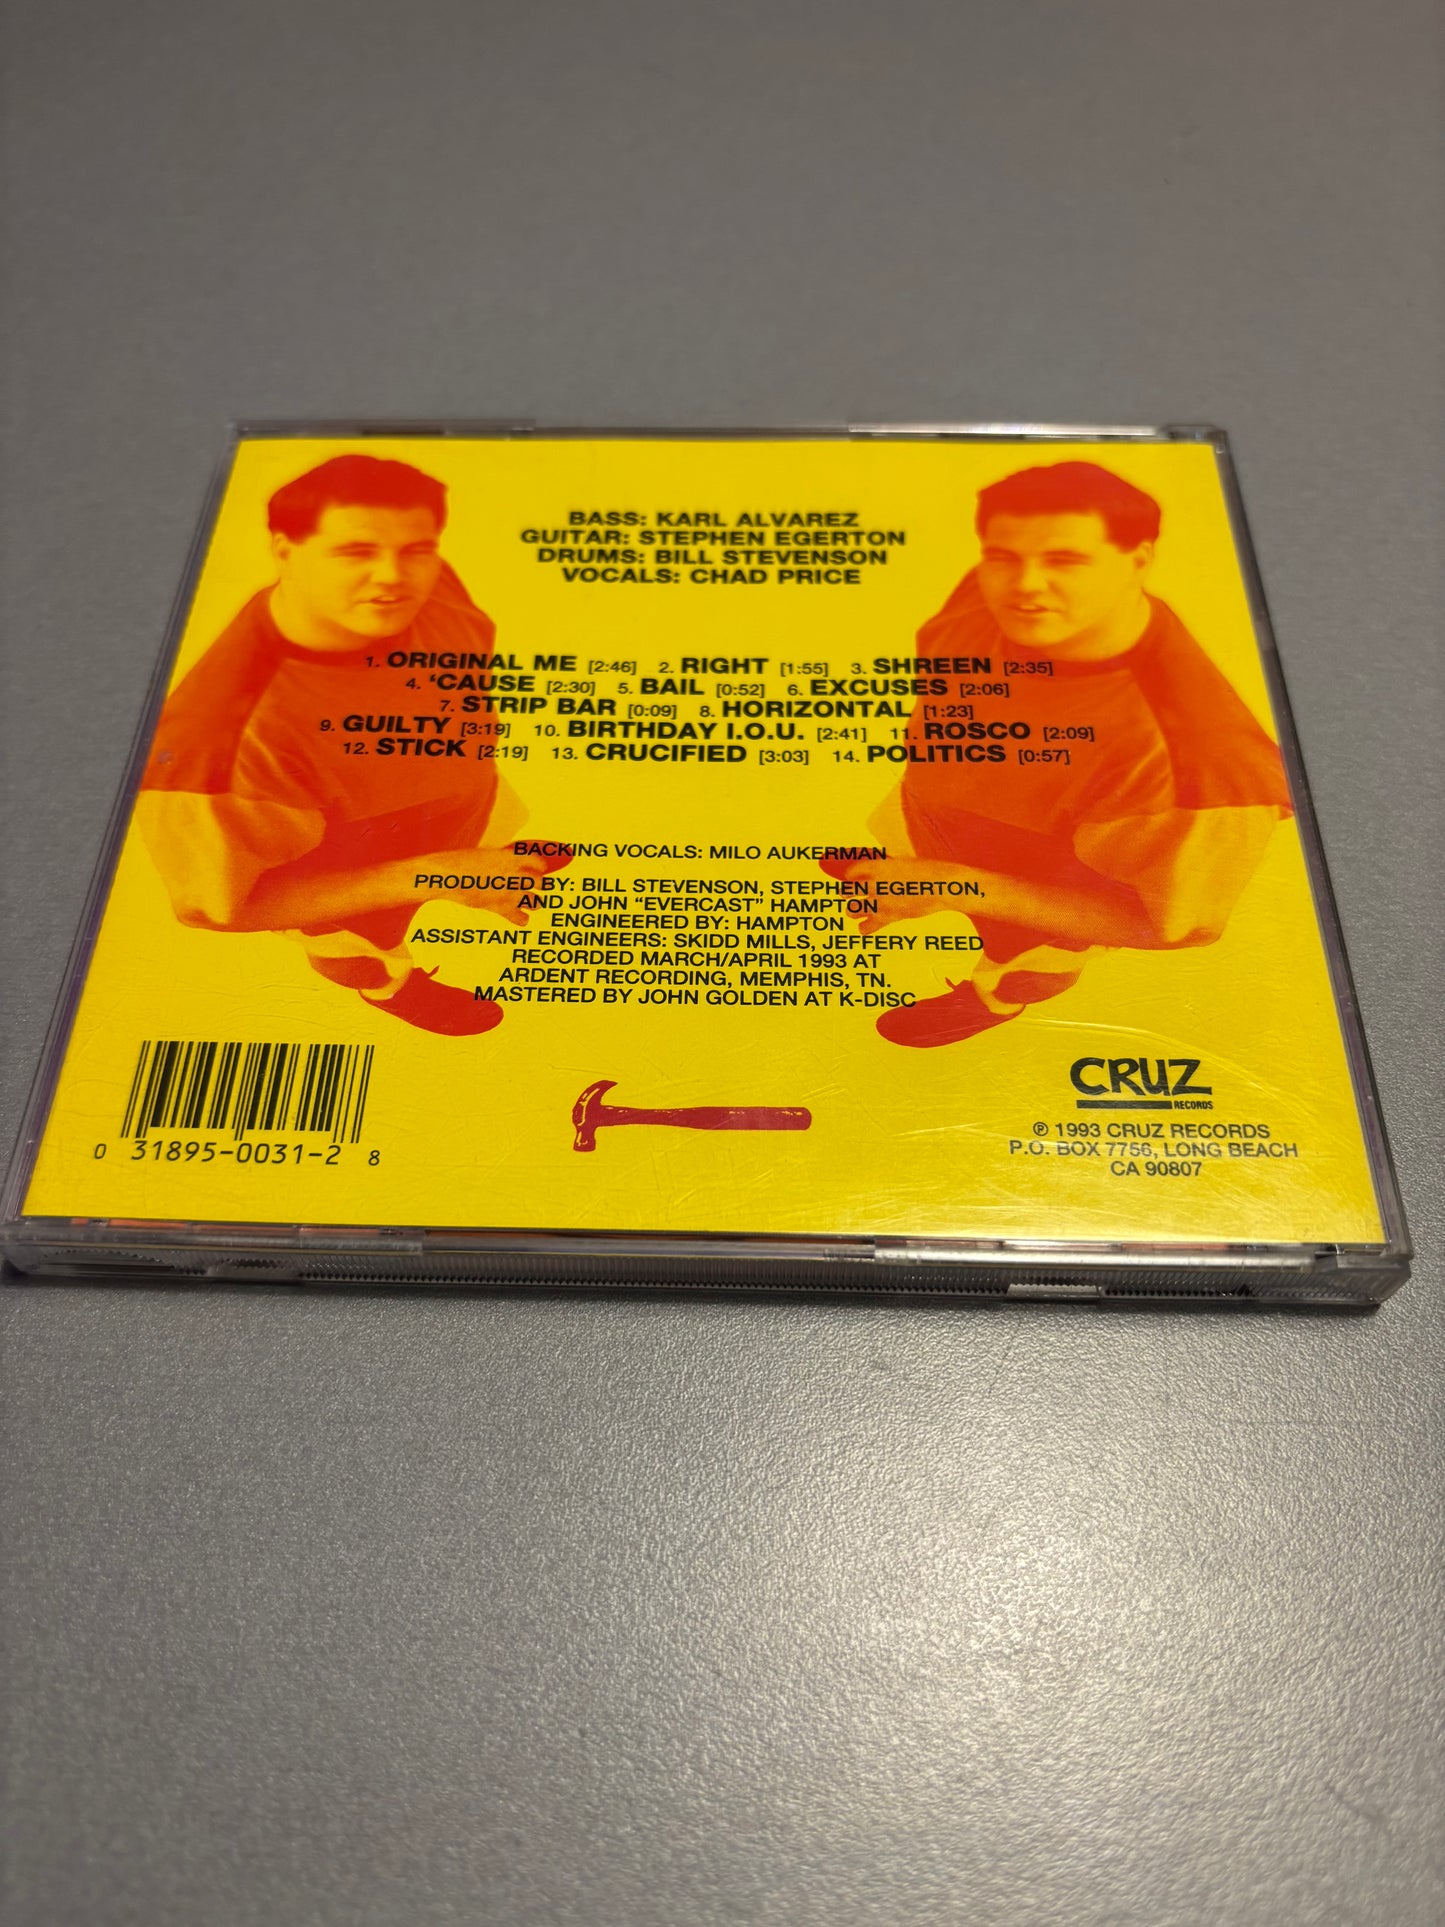 BASS: KARL ALVAREZ
GUITAR: STEPHEN EGERTON
DRUMS: BILL STEVENSON
VOCALS: CHAD PRICE
1. ORIGINAL ME [2:46] 2. RIGHT [1:55] 3. SHREEN [2:35]
4. ‘CAUSE [2:30] 5. BAIL [0:52] 6. EXCUSES [2:06]
7. STRIP BAR [0:09] 8. HORIZONTAL [1:23]
9. GUILTY [3:19] 10. BIRTHDAY I.O.U. [2:41] 11. ROSCO [2:09]
12. STICK [2:19] 13. CRUCIFIED [3:03] 14. POLITICS [0:57]
BACKING VOCALS: MILO AUKERMAN
PRODUCED BY: BILL STEVENSON, STEPHEN EGERTON,
AND JOHN “EVERCAST” HAMPTON
ENGINEERED BY: HAMPTON
ASSISTANT ENGINEERS: SKIDD MILLS, JEFFERY REED
RECORDED MARCH/APRIL 1993 AT
ARDENT RECORDING, MEMPHIS, TN.
MASTERED BY JOHN GOLDEN AT K-DISC
0 31895-0031-2 8
CRUZ
RECORDS
℗ 1993 CRUZ RECORDS
P.O. BOX 7756, LONG BEACH
CA 90807